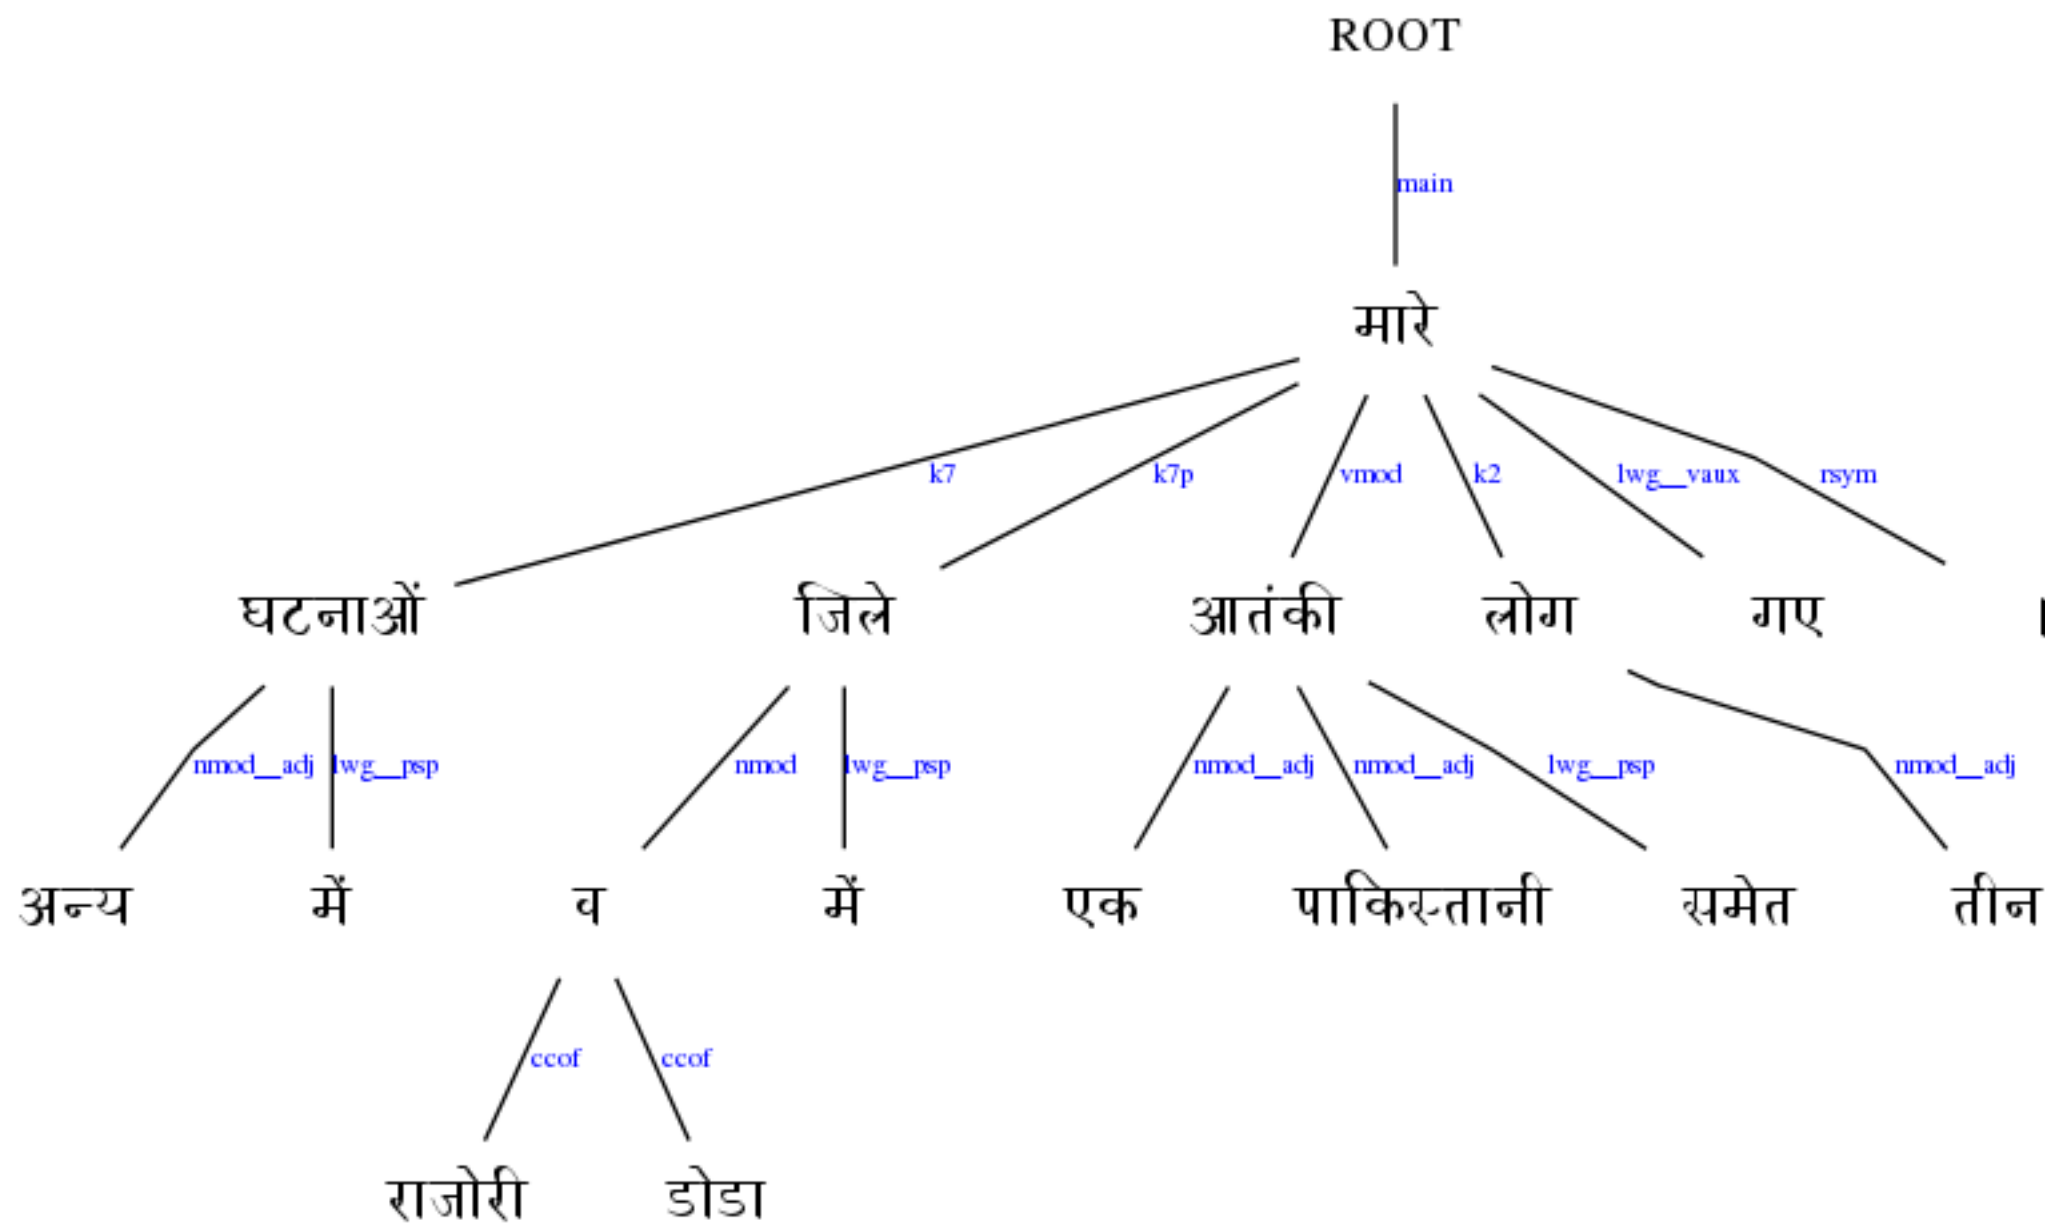 ROOT
main
मारे
k7 k7p vmod k2 lwg__vaux rsym
घटनाओं जिले आतंकी लोग गए ।
nmod__adj lwg__psp nmod lwg__psp nmod__adj nmod__adj lwg__psp nmod__adj
अन्य में व में एक पाकिस्तानी समेत तीन
ccof ccof
राजोरी डोडा